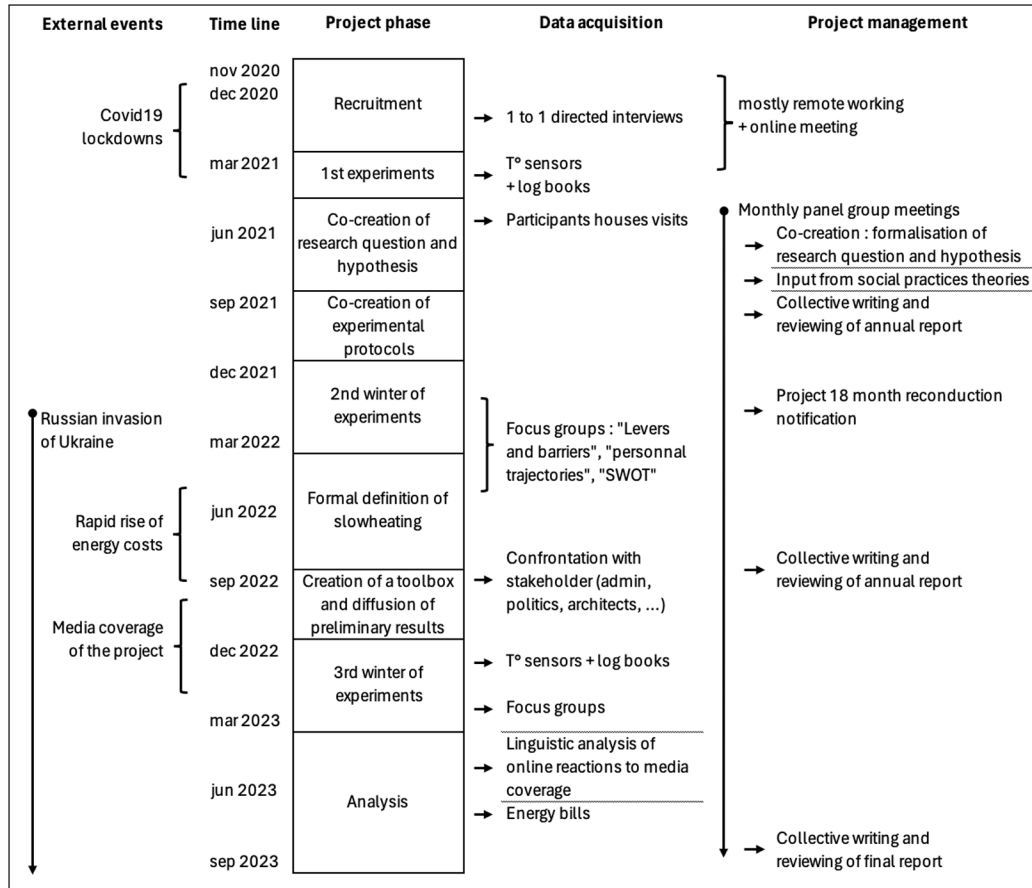 External events
Time line
Project phase
Data acquisition
Project management
nov 2020
dec 2020
mar 2021
jun 2021
sep 2021
dec 2021
mar 2022
jun 2022
sep 2022
dec 2022
mar 2023
jun 2023
sep 2023
Covid19
lockdowns
Russian invasion
of Ukraine
Rapid rise of
energy costs
Media coverage
of the project
Recruitment
1st experiments
Co-creation of
research question and
hypothesis
Co-creation of
experimental
protocols
2nd winter of
experiments
Formal definition of
slowheating
Creation of a toolbox
and diffusion of
preliminary results
3rd winter of
experiments
Analysis
1 to 1 directed interviews
T° sensors
+ log books
Participants houses visits
Focus groups : "Levers
and barriers", "personnal
trajectories", "SWOT"
Confrontation with
stakeholder (admin,
politics, architects, ...)
T° sensors + log books
Focus groups
Linguistic analysis of
online reactions to media
coverage
Energy bills
mostly remote working
+ online meeting
Monthly panel group meetings
Co-creation : formalisation of
research question and hypothesis
Input from social practices theories
Collective writing and
reviewing of annual report
Project 18 month reconduction
notification
Collective writing and
reviewing of annual report
Collective writing and
reviewing of final report